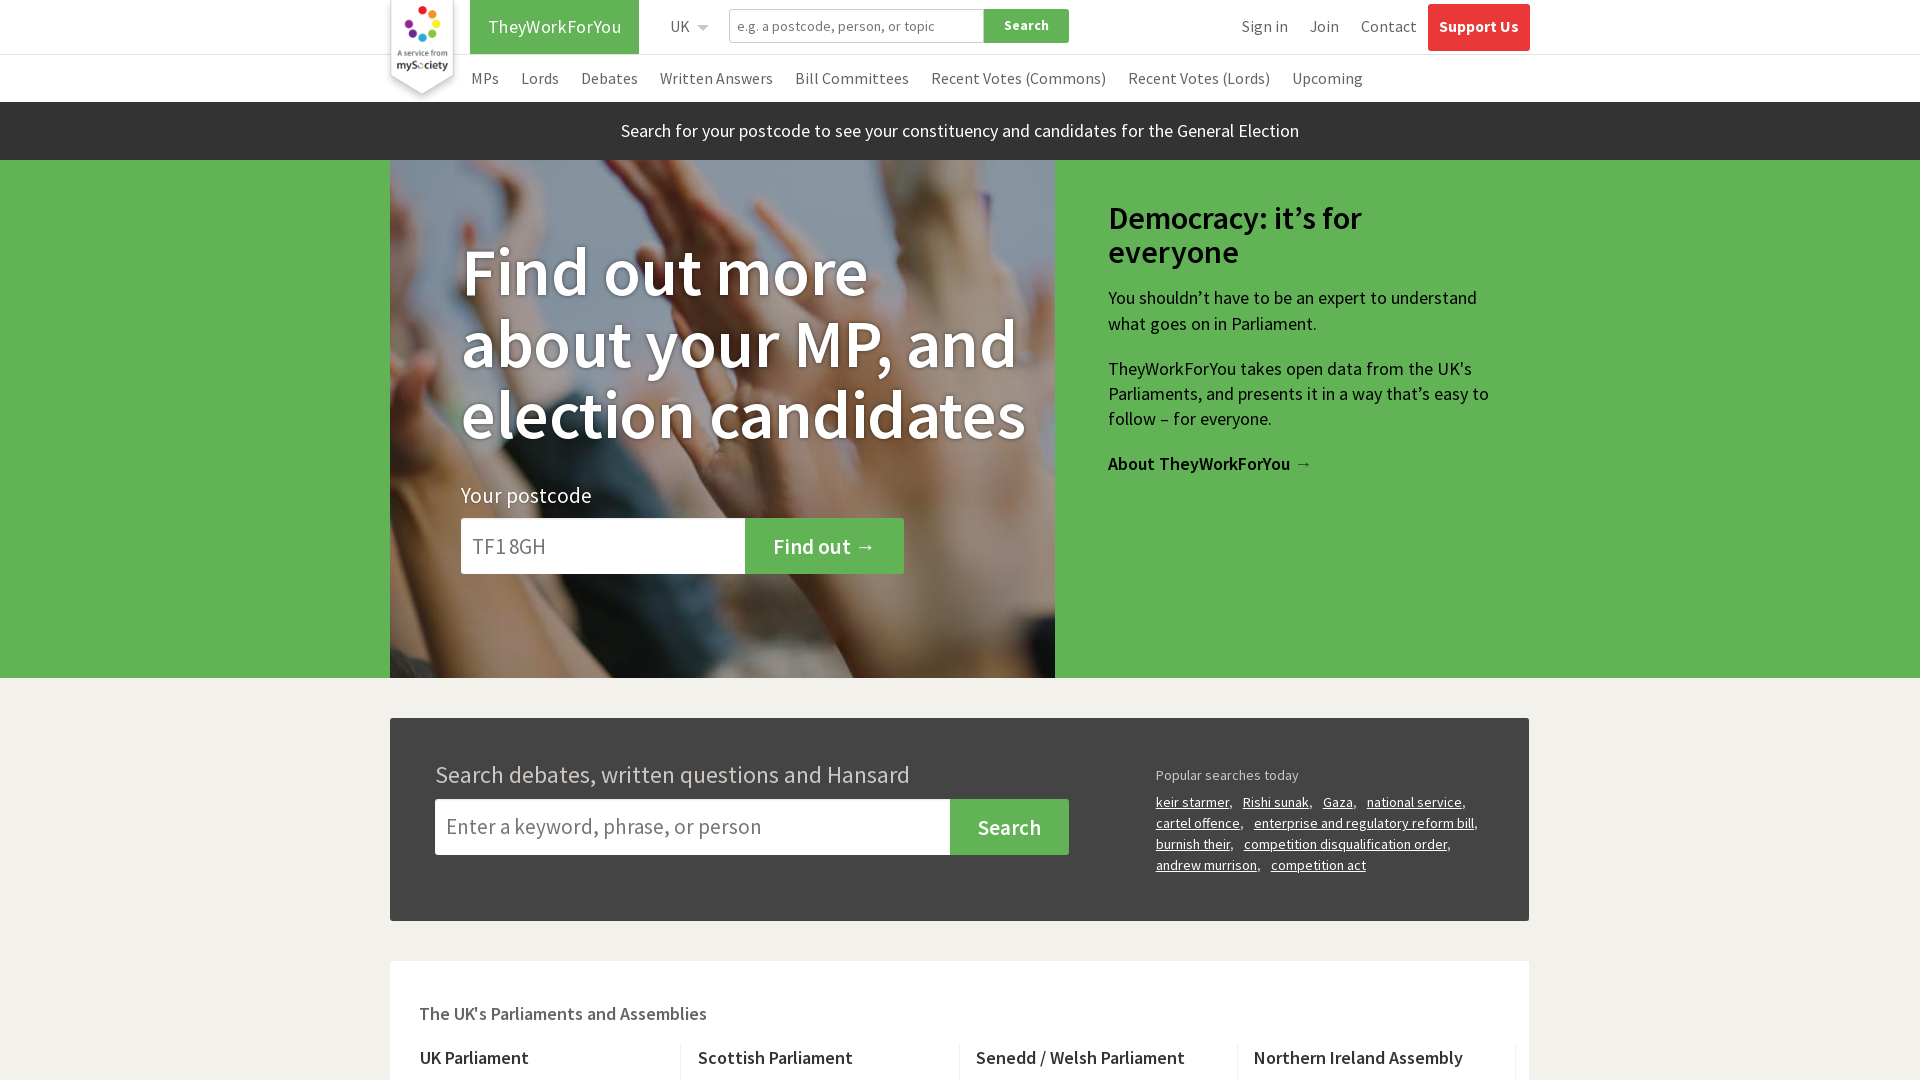 A service from
mySociety
TheyWorkForYou
UK
e.g. a postcode, person, or topic
Search
Sign in
Join
Contact
Support Us
MPs
Lords
Debates
Written Answers
Bill Committees
Recent Votes (Commons)
Recent Votes (Lords)
Upcoming
Search for your postcode to see your constituency and candidates for the General Election
Find out more
about your MP, and
election candidates
Your postcode
TF1 8GH
Find out →
Democracy: it’s for
everyone
You shouldn’t have to be an expert to understand
what goes on in Parliament.
TheyWorkForYou takes open data from the UK's
Parliaments, and presents it in a way that’s easy to
follow – for everyone.
About TheyWorkForYou →
Search debates, written questions and Hansard
Enter a keyword, phrase, or person
Search
Popular searches today
keir starmer, Rishi sunak, Gaza, national service,
cartel offence, enterprise and regulatory reform bill,
burnish their, competition disqualification order,
andrew murrison, competition act
The UK's Parliaments and Assemblies
UK Parliament
Scottish Parliament
Senedd / Welsh Parliament
Northern Ireland Assembly